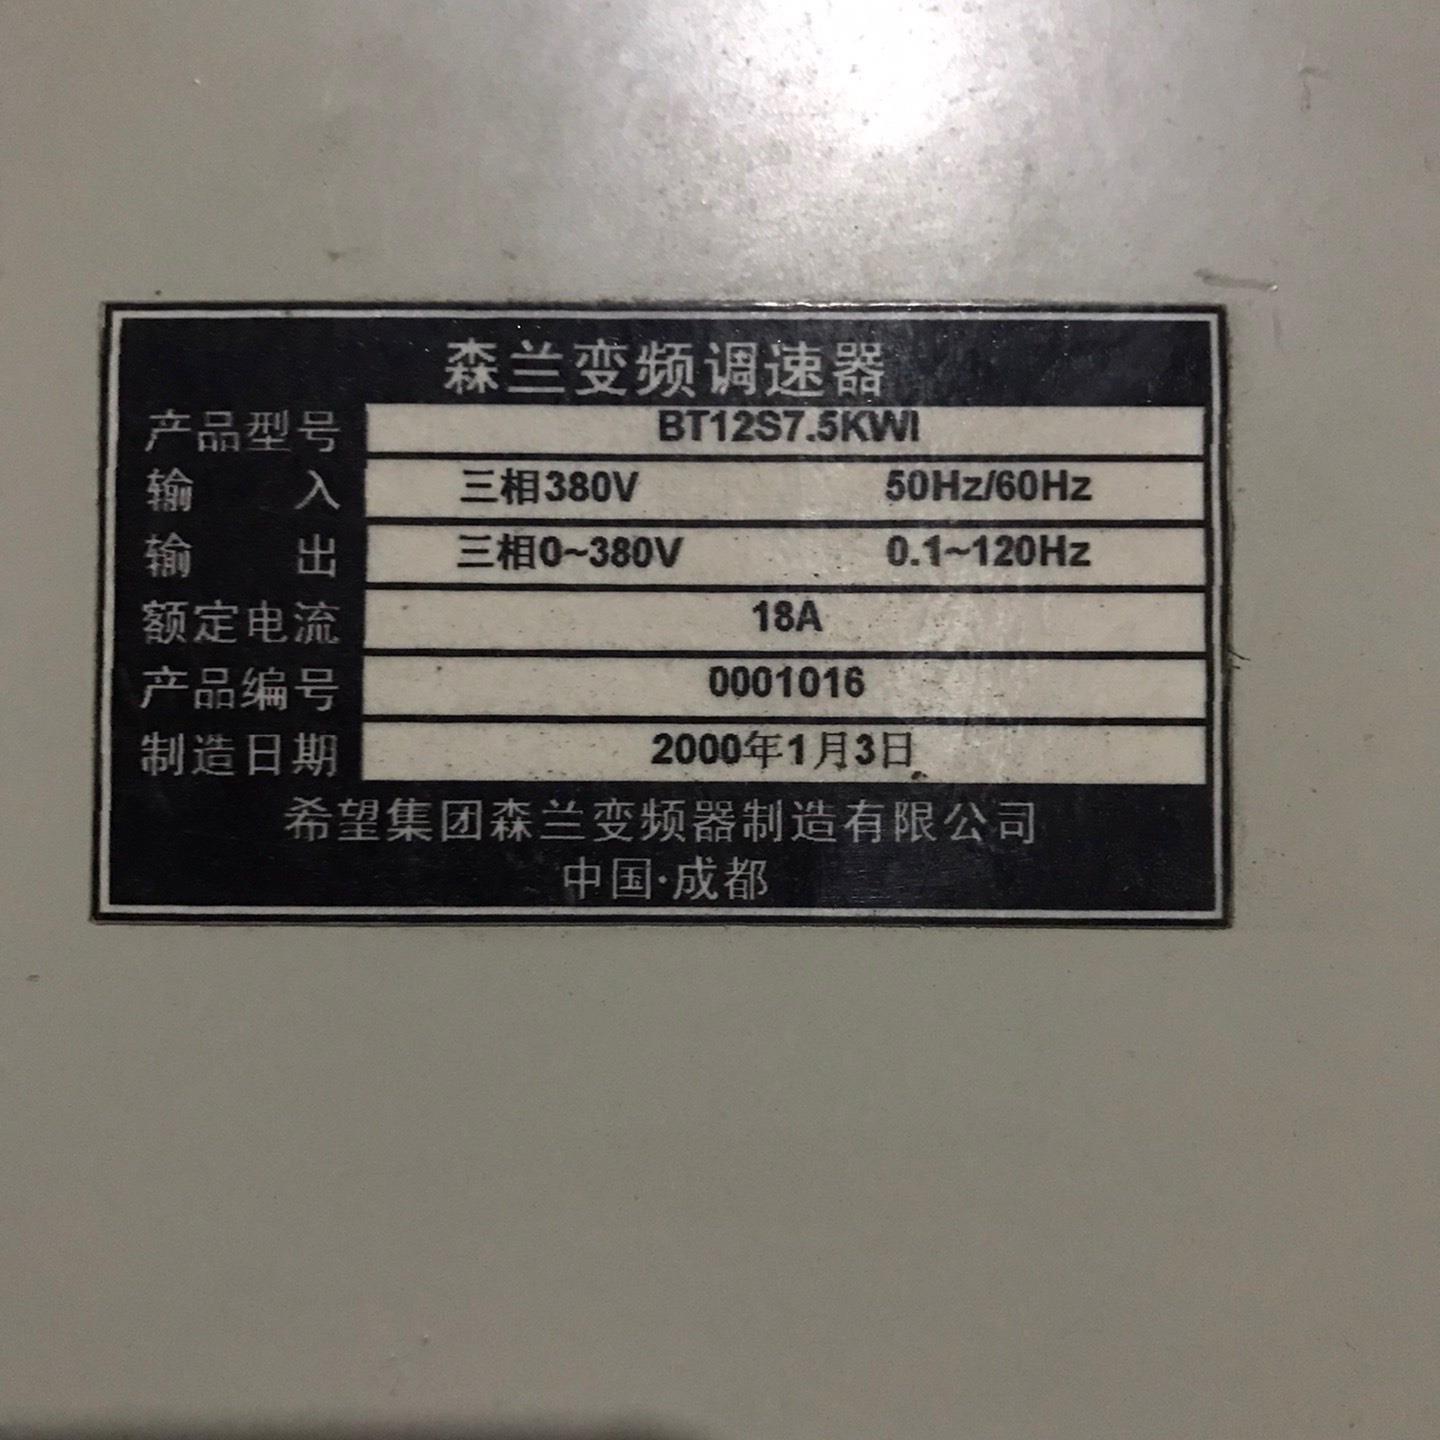 森兰变频调速器
产品型号 BT12S7.5KWI
输入 三相380V 50Hz/60Hz
输出 三相0~380V 0.1~120Hz
额定电流 18A
产品编号 0001016
制造日期 2000年1月3日
希望集团森兰变频器制造有限公司
中国·成都